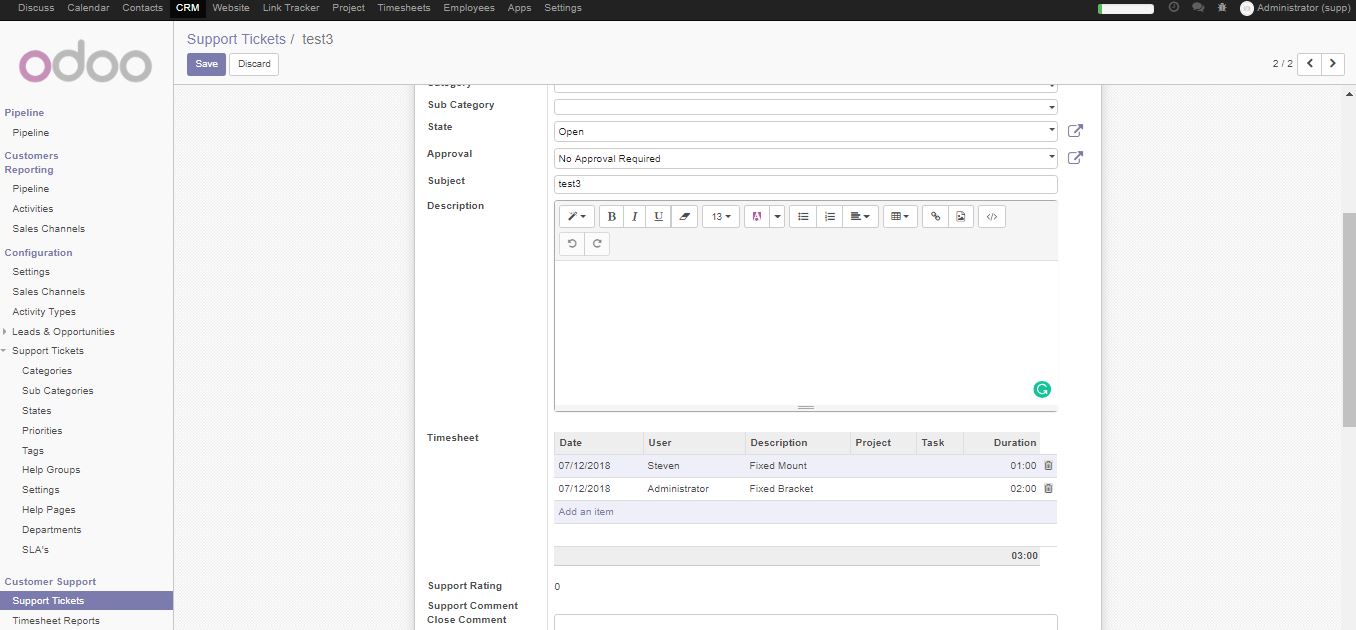 Discuss Calendar Contacts CRM Website Link Tracker Project Timesheets Employees Apps Settings Administrator (supp)
odoo
Support Tickets / test3
Save Discard
2 / 2
Pipeline
Pipeline
Customers
Reporting
Pipeline
Activities
Sales Channels
Configuration
Settings
Sales Channels
Activity Types
Leads & Opportunities
Support Tickets
Categories
Sub Categories
States
Priorities
Tags
Help Groups
Settings
Help Pages
Departments
SLA's
Customer Support
Support Tickets
Timesheet Reports
Category
Sub Category
State Open
Approval No Approval Required
Subject test3
Description
B I U 13 A </>
Timesheet
Date User Description Project Task Duration
07/12/2018 Steven Fixed Mount 01:00
07/12/2018 Administrator Fixed Bracket 02:00
Add an item
03:00
Support Rating 0
Support Comment
Close Comment